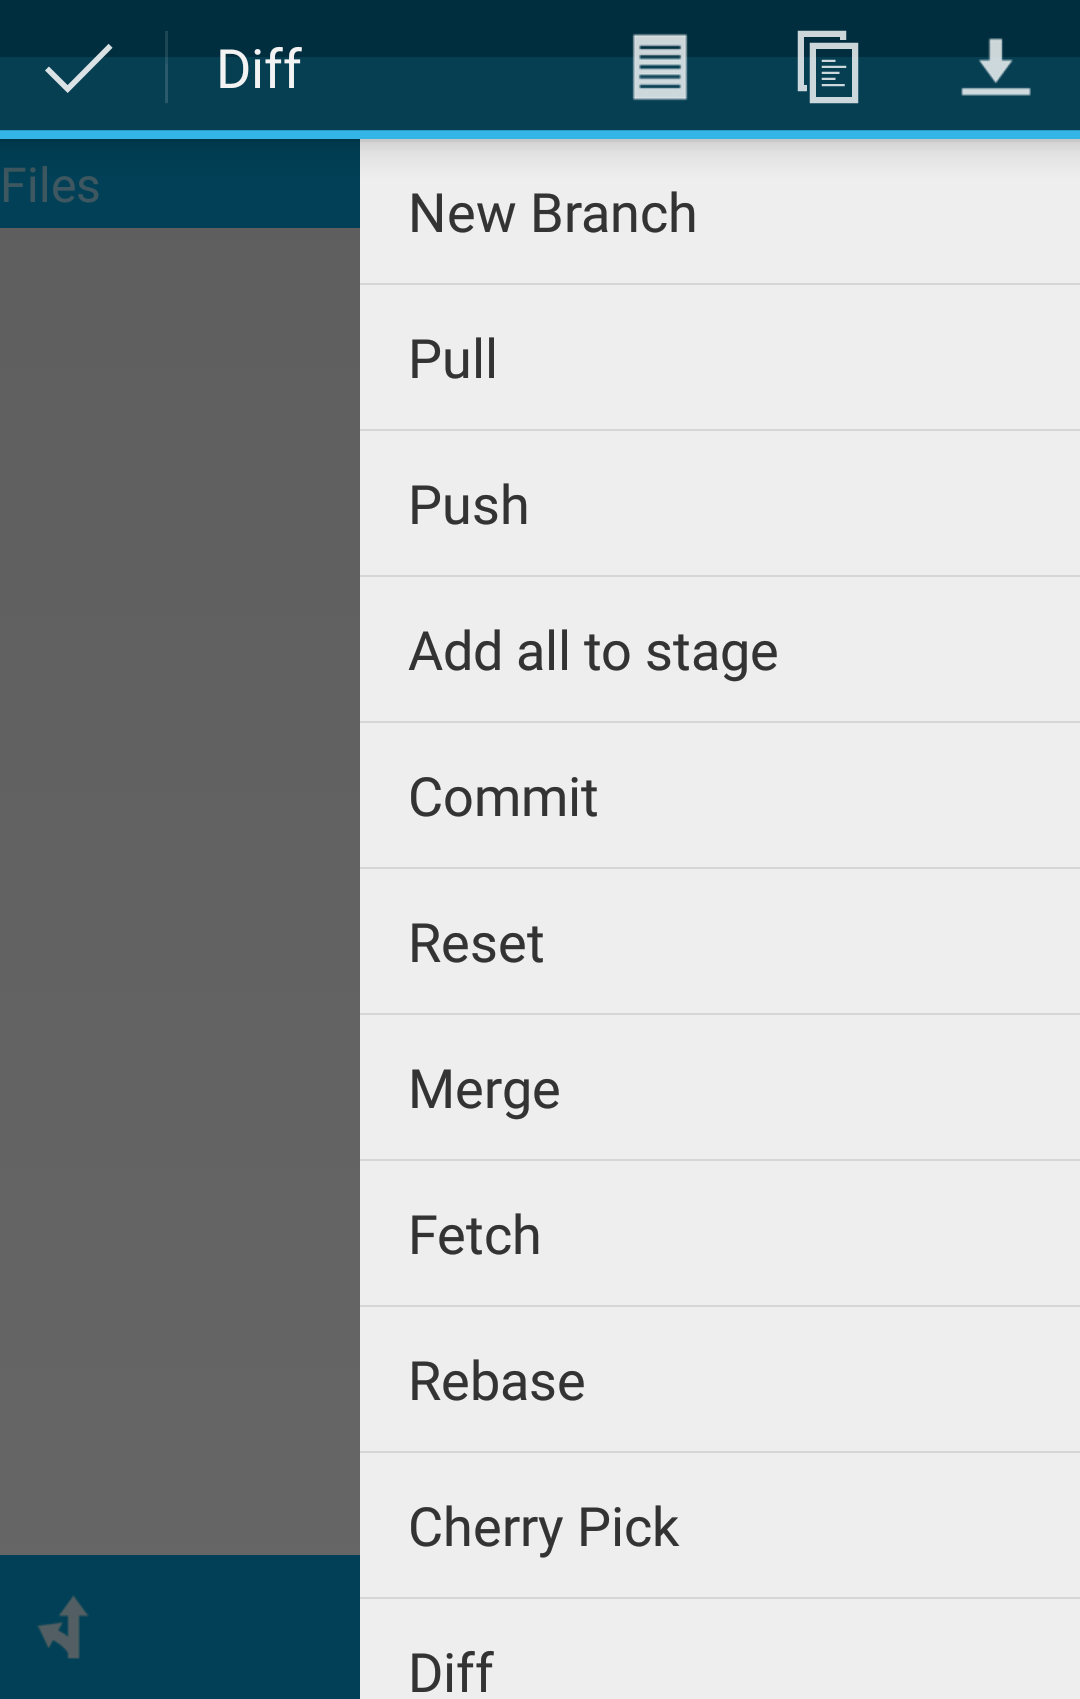 Diff
Files
New Branch
Pull
Push
Add all to stage
Commit
Reset
Merge
Fetch
Rebase
Cherry Pick
Diff